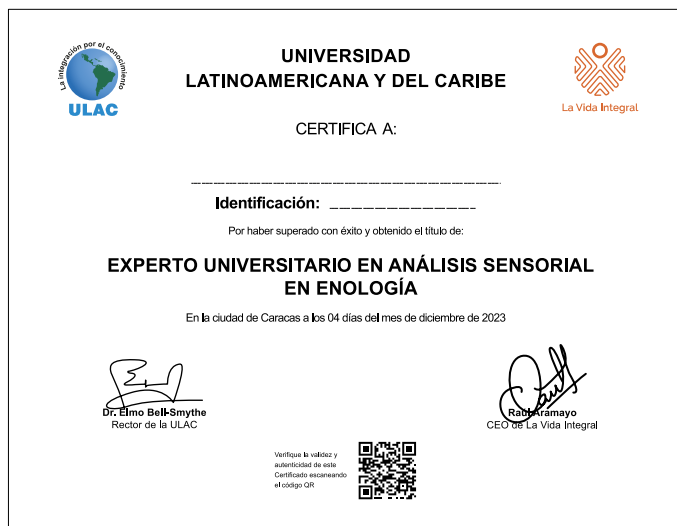 La integración por el conocimiento
ULAC
UNIVERSIDAD
LATINOAMERICANA Y DEL CARIBE
La Vida Integral
CERTIFICA A:
Identificación:
Por haber superado con éxito y obtenido el título de:
EXPERTO UNIVERSITARIO EN ANÁLISIS SENSORIAL
EN ENOLOGÍA
En la ciudad de Caracas a los 04 días del mes de diciembre de 2023
Dr. Elmo Bell-Smythe
Rector de la ULAC
Raúl Aramayo
CEO de La Vida Integral
Verifique la validez y
autenticidad de este
Certificado escaneando
el código QR